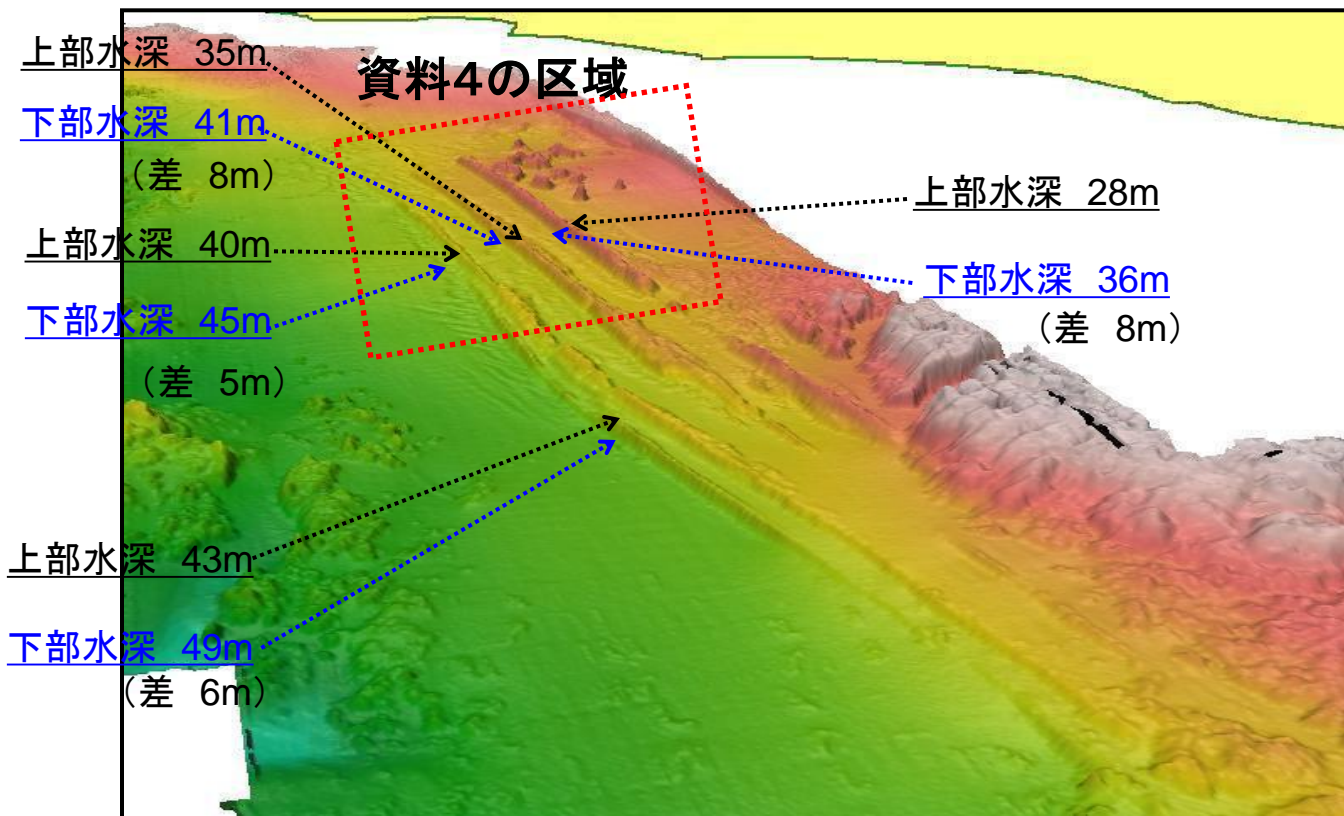 上部水深 35m
資料4の区域
下部水深 41m
（差 8m）
上部水深 28m
上部水深 40m
下部水深 36m
下部水深 45m
（差 8m）
（差 5m）
上部水深 43m
下部水深 49m
（差 6m）